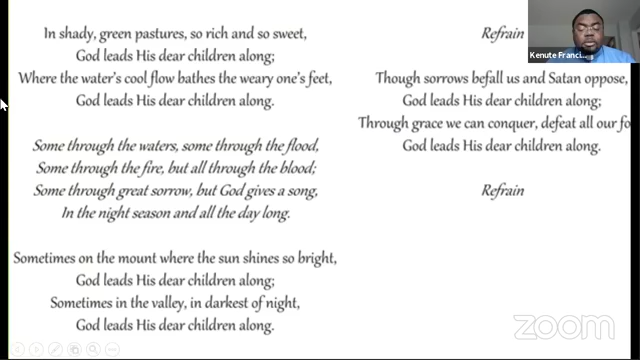 In shady, green pastures, so rich and so sweet,
God leads His dear children along;
Where the water's cool flow bathes the weary one's feet,
God leads His dear children along.
Some through the waters, some through the flood,
Some through the fire, but all through the blood;
Some through great sorrow, but God gives a song,
In the night season and all the day long.
Sometimes on the mount where the sun shines so bright,
God leads His dear children along;
Sometimes in the valley, in darkest of night,
God leads His dear children along.
Refrain
Though sorrows befall us and Satan oppose,
God leads His dear children along;
Through grace we can conquer, defeat all our fo
God leads His dear children along.
Refrain
Kenute Franci
zoom